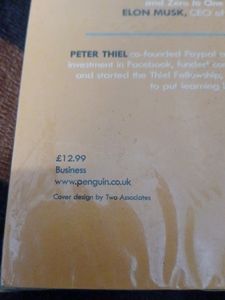 and Zero to One
ELON MUSK, CEO of
PETER THIEL co-founded Paypal
investment in Facebook, funded
and started the Thiel Fellowship,
to put learning
£12.99
Business
www.penguin.co.uk
Cover design by Two Associates